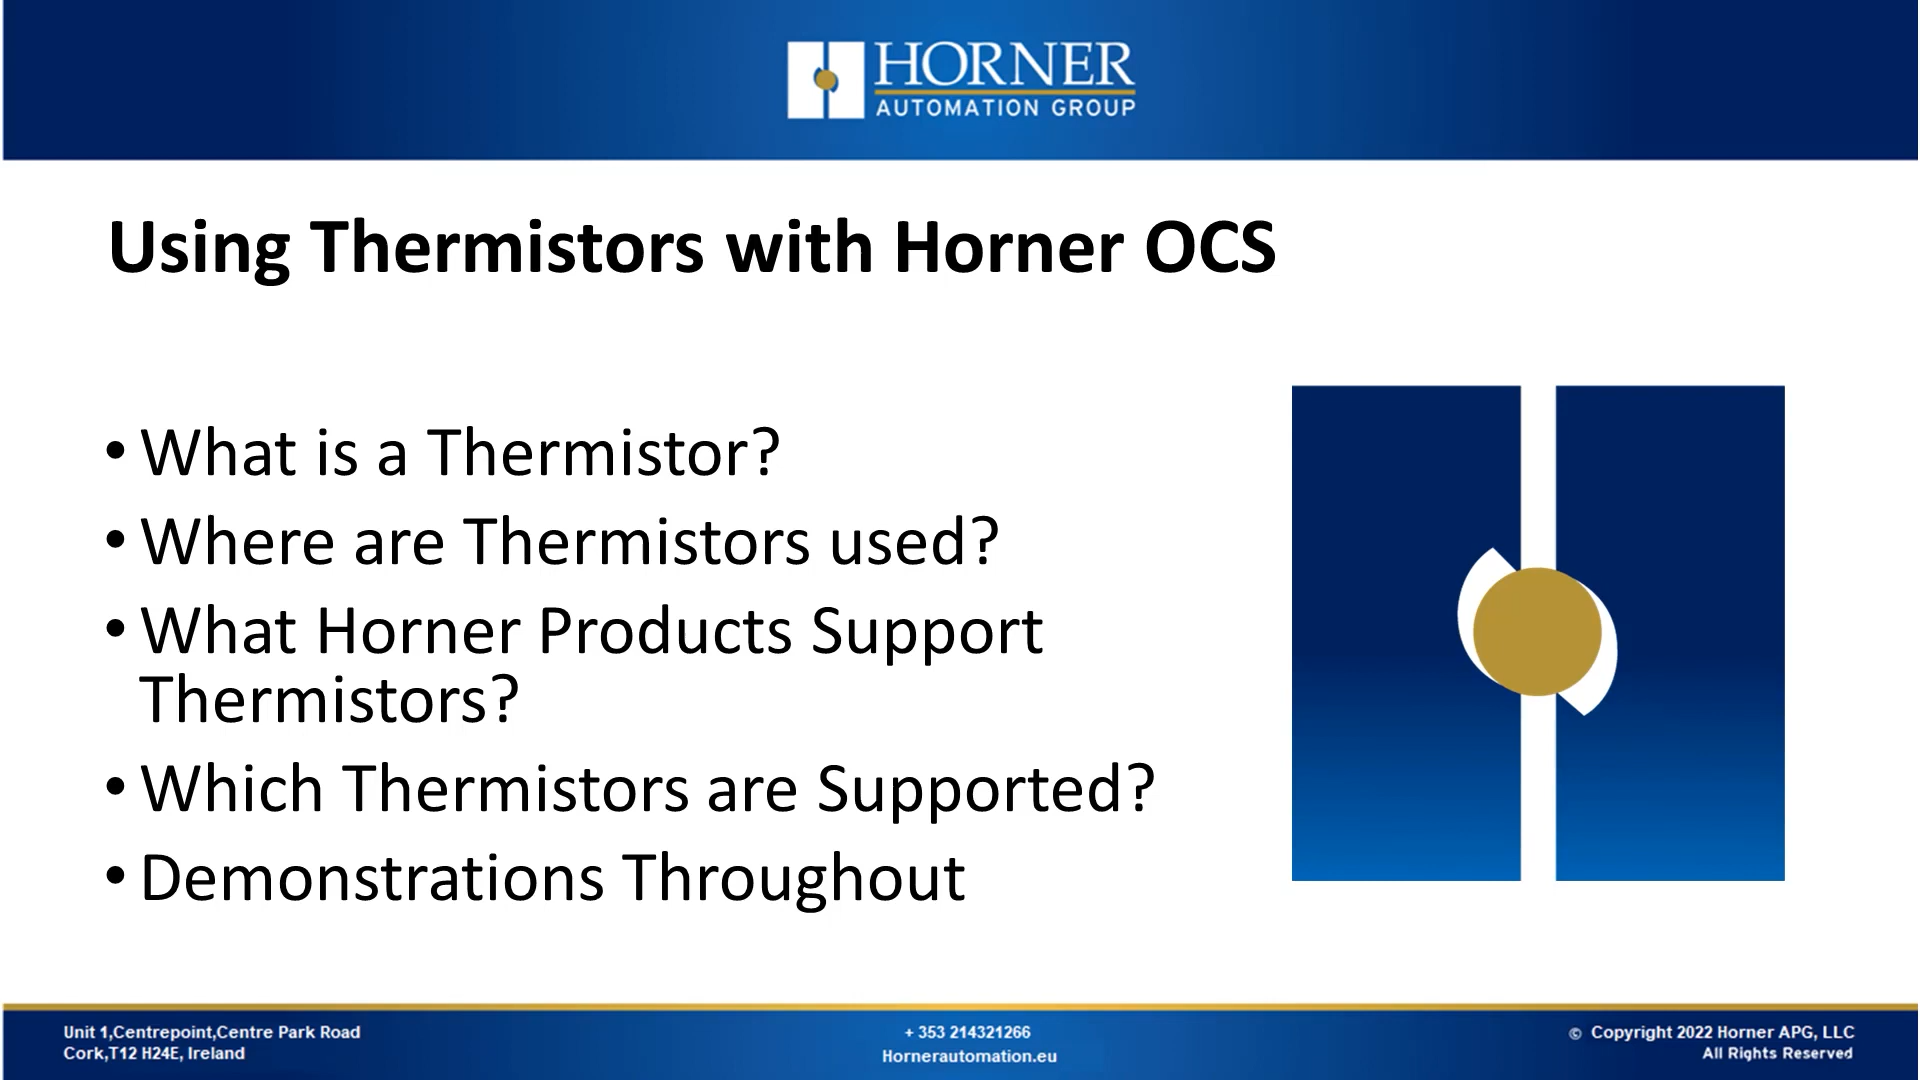 HORNER
AUTOMATION GROUP
Using Thermistors with Horner OCS
• What is a Thermistor?
• Where are Thermistors used?
• What Horner Products Support
Thermistors?
• Which Thermistors are Supported?
• Demonstrations Throughout
Unit 1,Centrepoint,Centre Park Road
Cork,T12 H24E, Ireland
+ 353 214321266
Hornerautomation.eu
© Copyright 2022 Horner APG, LLC
All Rights Reserved